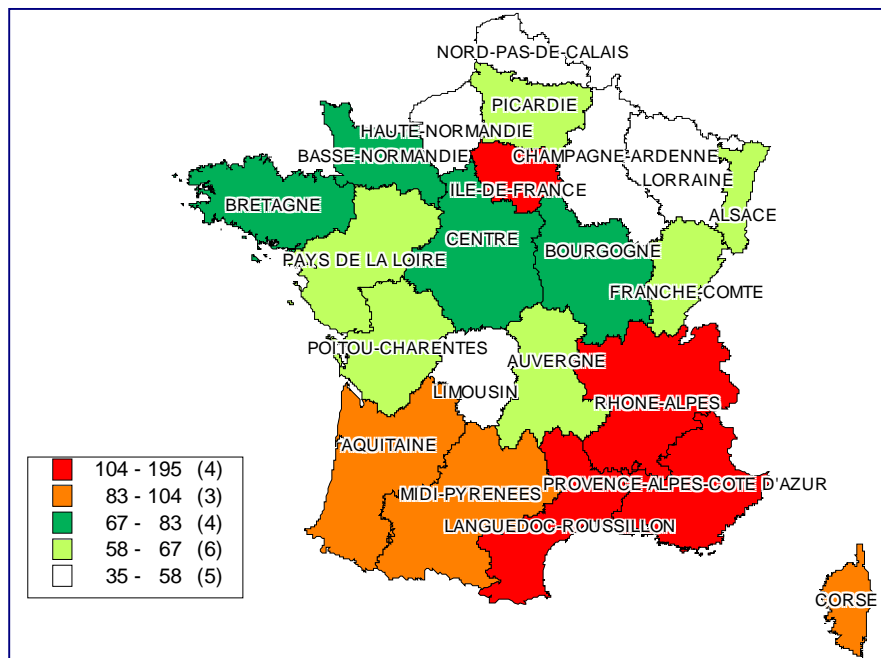 NORD-PAS-DE-CALAIS
PICARDIE
HAUTE-NORMANDIE
BASSE-NORMANDIE
CHAMPAGNE-ARDENNE
LORRAINE
ILE-DE-FRANCE
ALSACE
BRETAGNE
CENTRE
BOURGOGNE
PAYS DE LA LOIRE
FRANCHE-COMTE
POITOU-CHARENTES
AUVERGNE
LIMOUSIN
RHONE-ALPES
AQUITAINE
MIDI-PYRENEES
PROVENCE-ALPES-COTE D'AZUR
LANGUEDOC-ROUSSILLON
CORSE
104 - 195 (4)
83 - 104 (3)
67 - 83 (4)
58 - 67 (6)
35 - 58 (5)